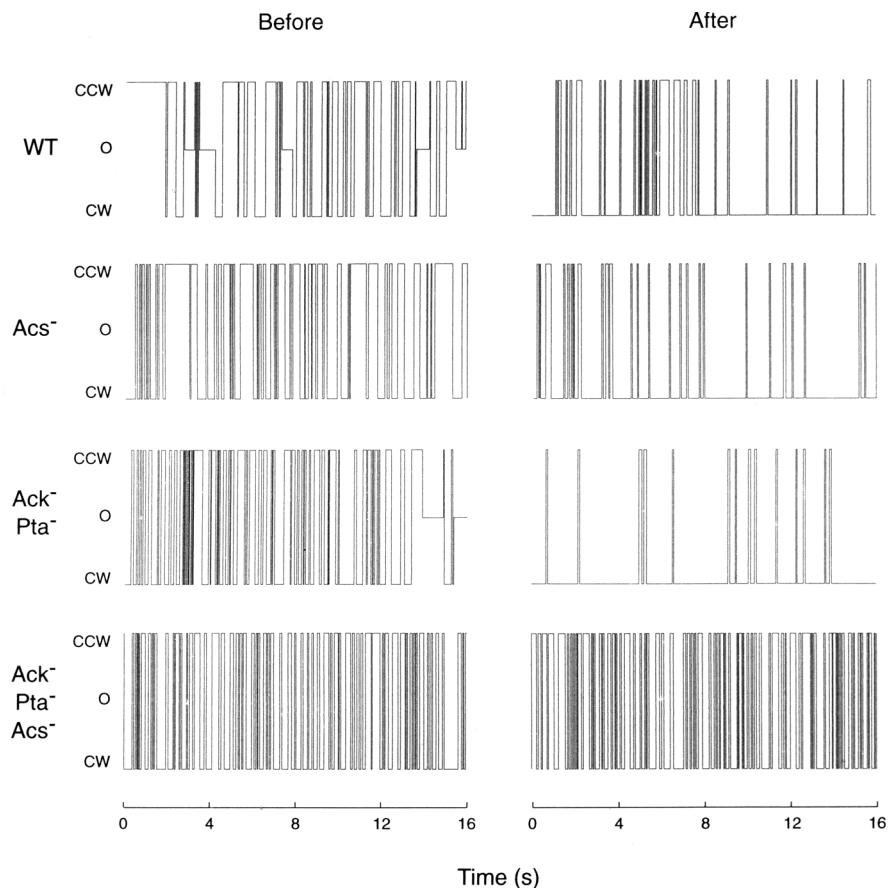 Before After
CCW
WT O
CW
CCW
Acs⁻ O
CW
CCW
Ack⁻
Pta⁻ O
CW
CCW
Ack⁻
Pta⁻ O
Acs⁻
CW
0 4 8 12 16 0 4 8 12 16
Time (s)